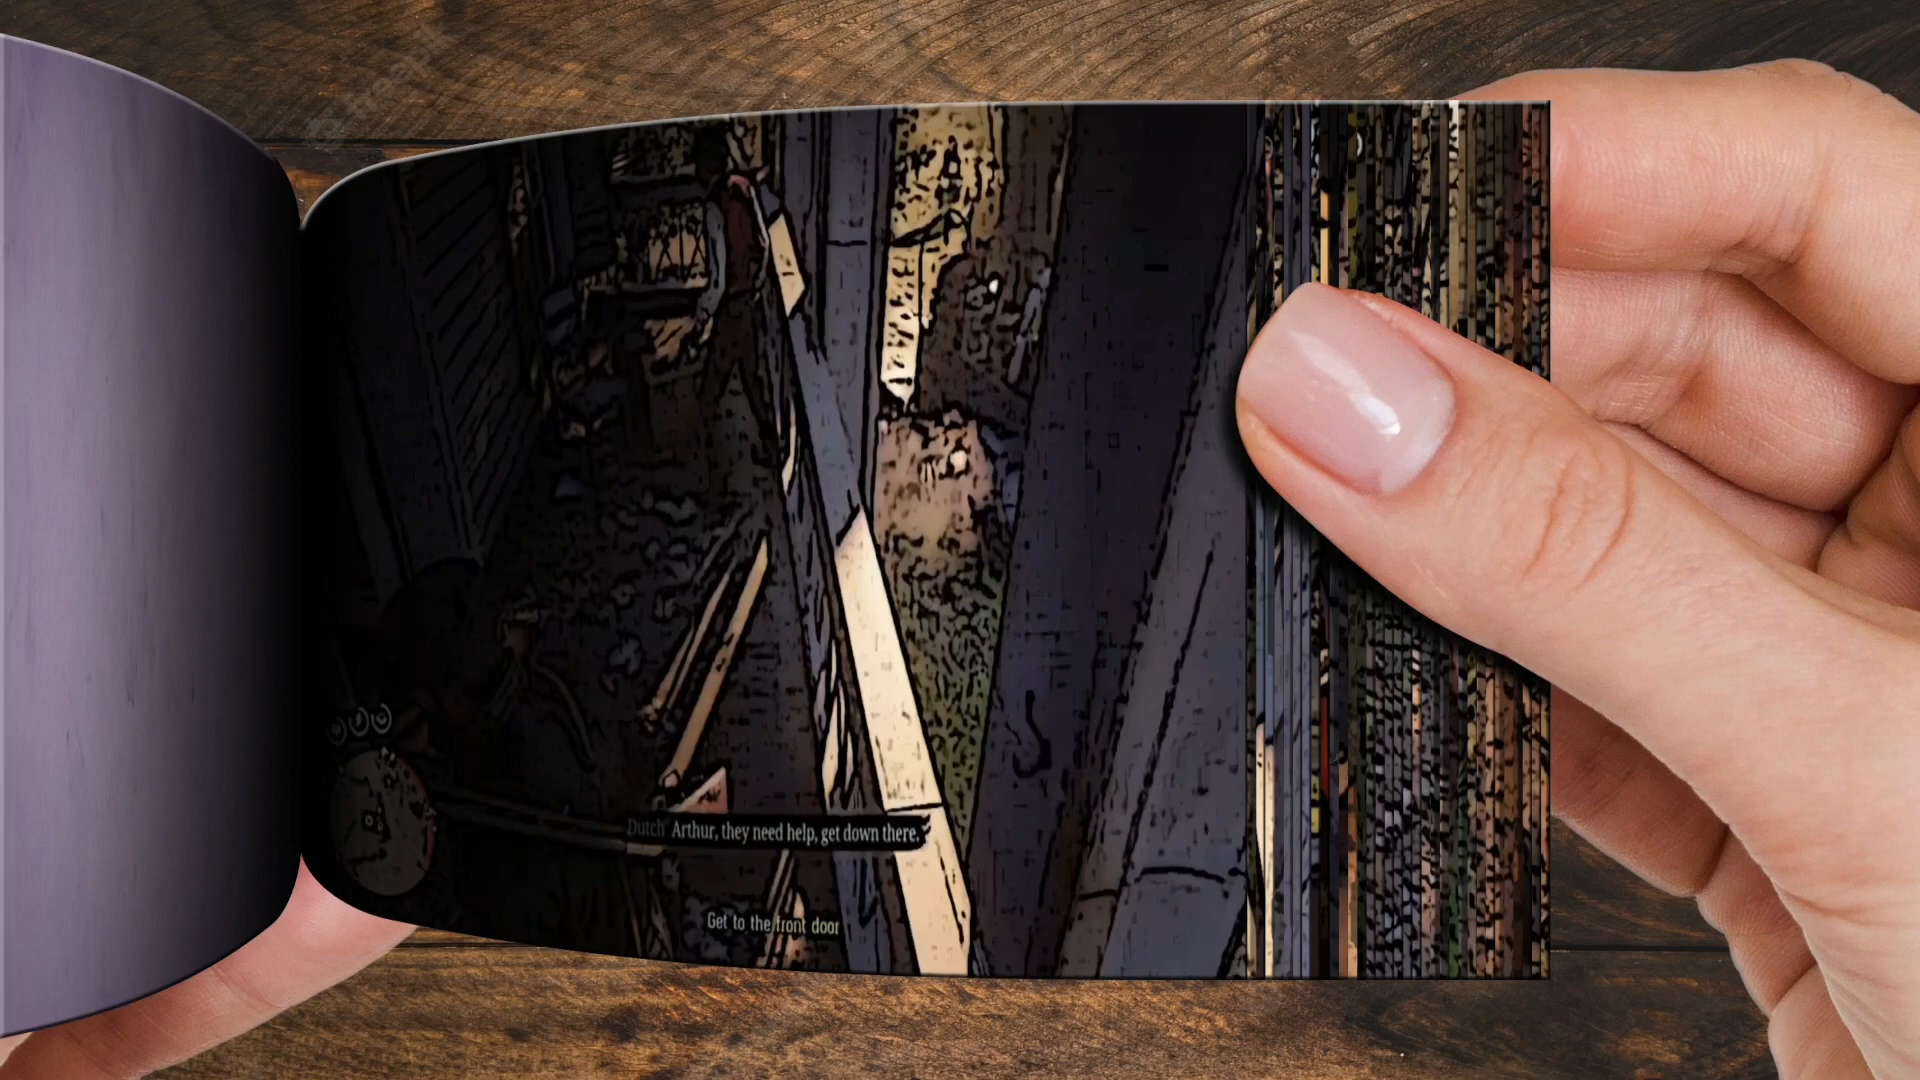 Dutch Arthur, they need help, get down there.
Get to the front door